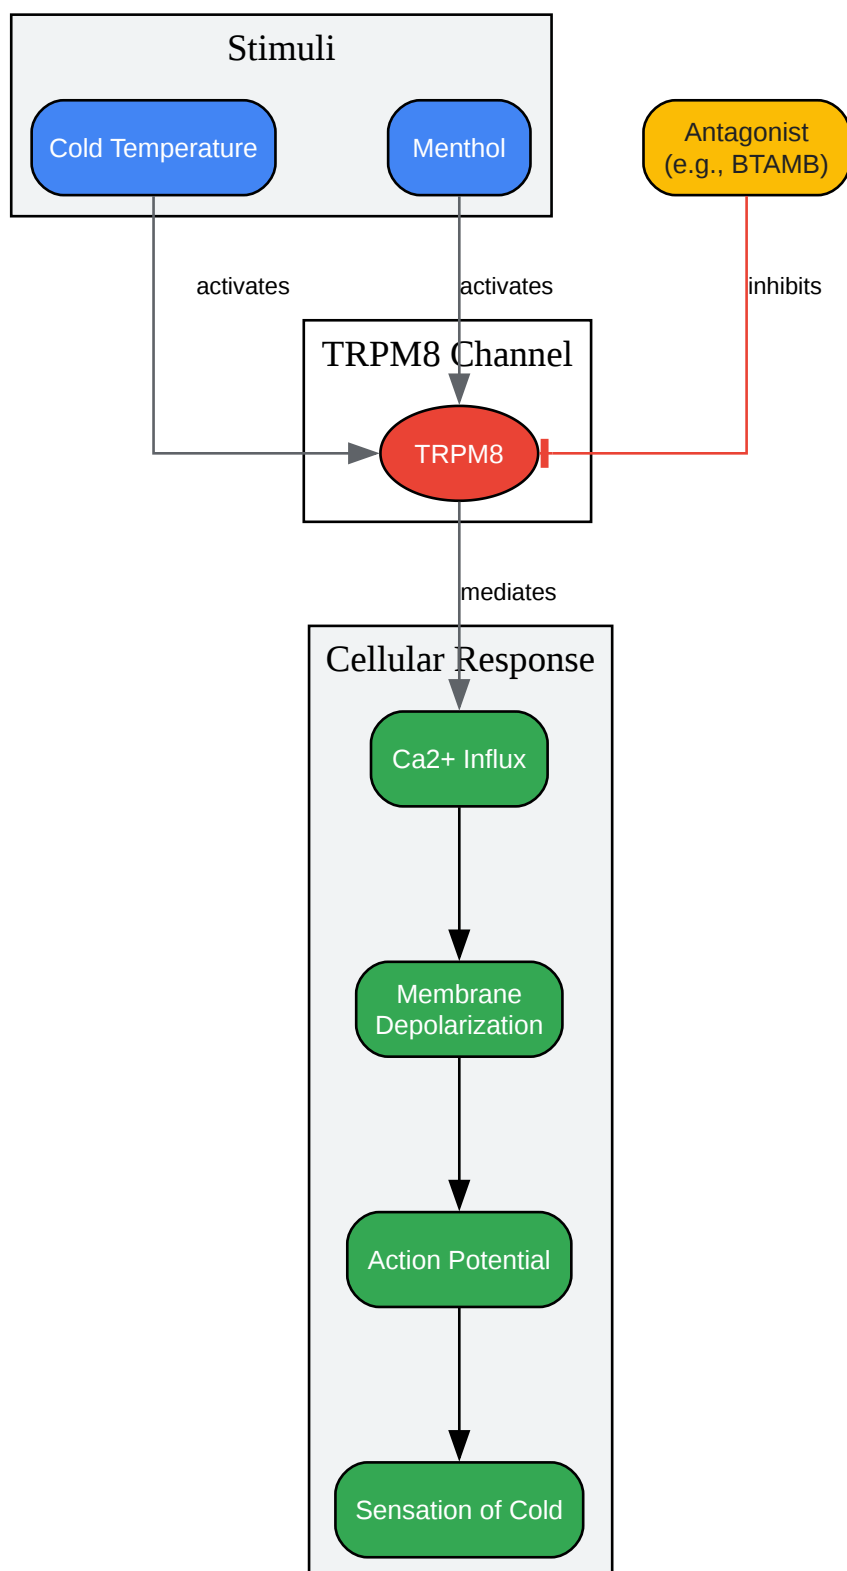 Stimuli
Cold Temperature
Menthol
Antagonist
(e.g., BTAMB)
activates
activates
inhibits
TRPM8 Channel
TRPM8
mediates
Cellular Response
Ca2+ Influx
Membrane
Depolarization
Action Potential
Sensation of Cold